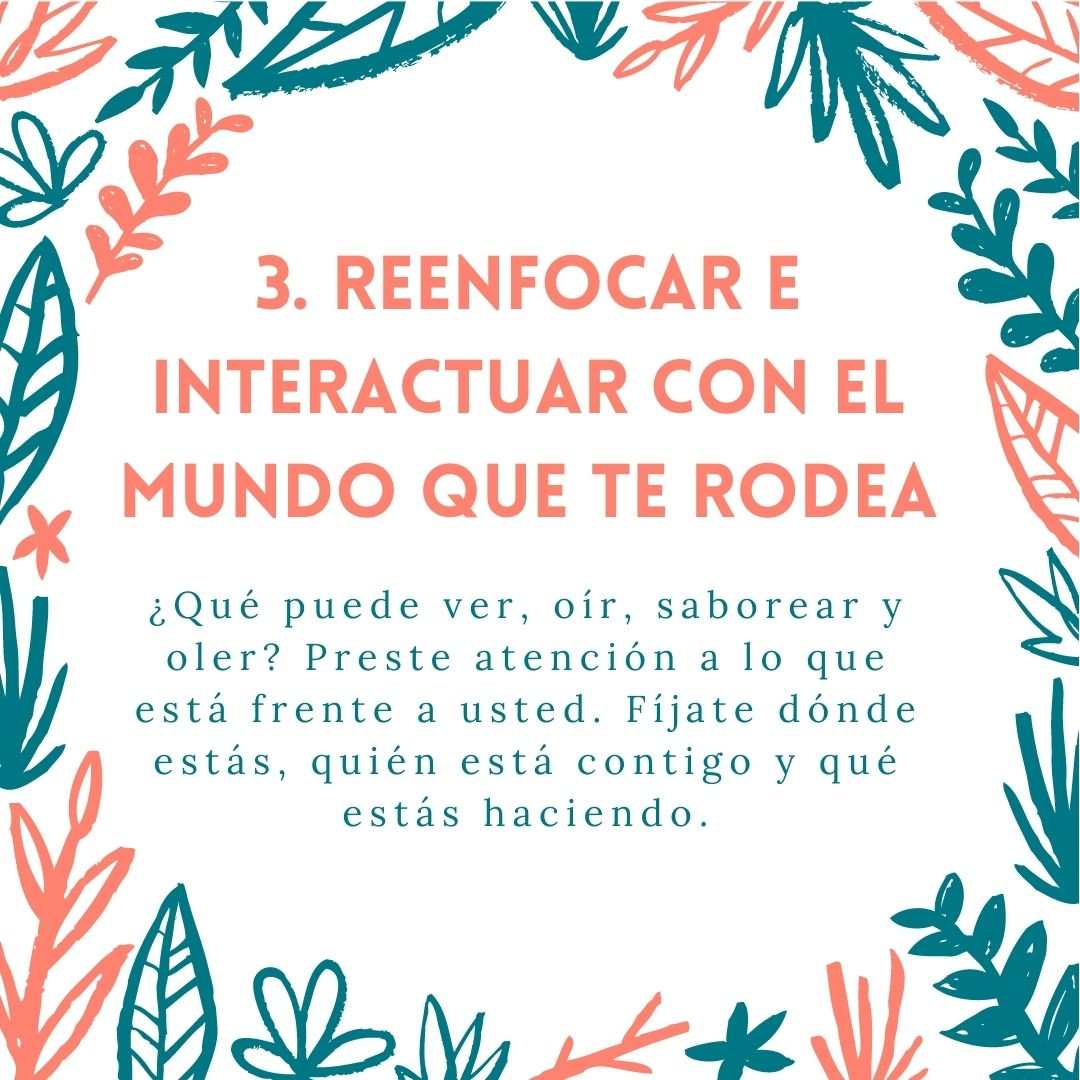 3. REENFOCAR E
INTERACTUAR CON EL
MUNDO QUE TE RODEA
¿Qué puede ver, oír, saborear y
oler? Preste atención a lo que
está frente a usted. Fíjate dónde
estás, quién está contigo y qué
estás haciendo.